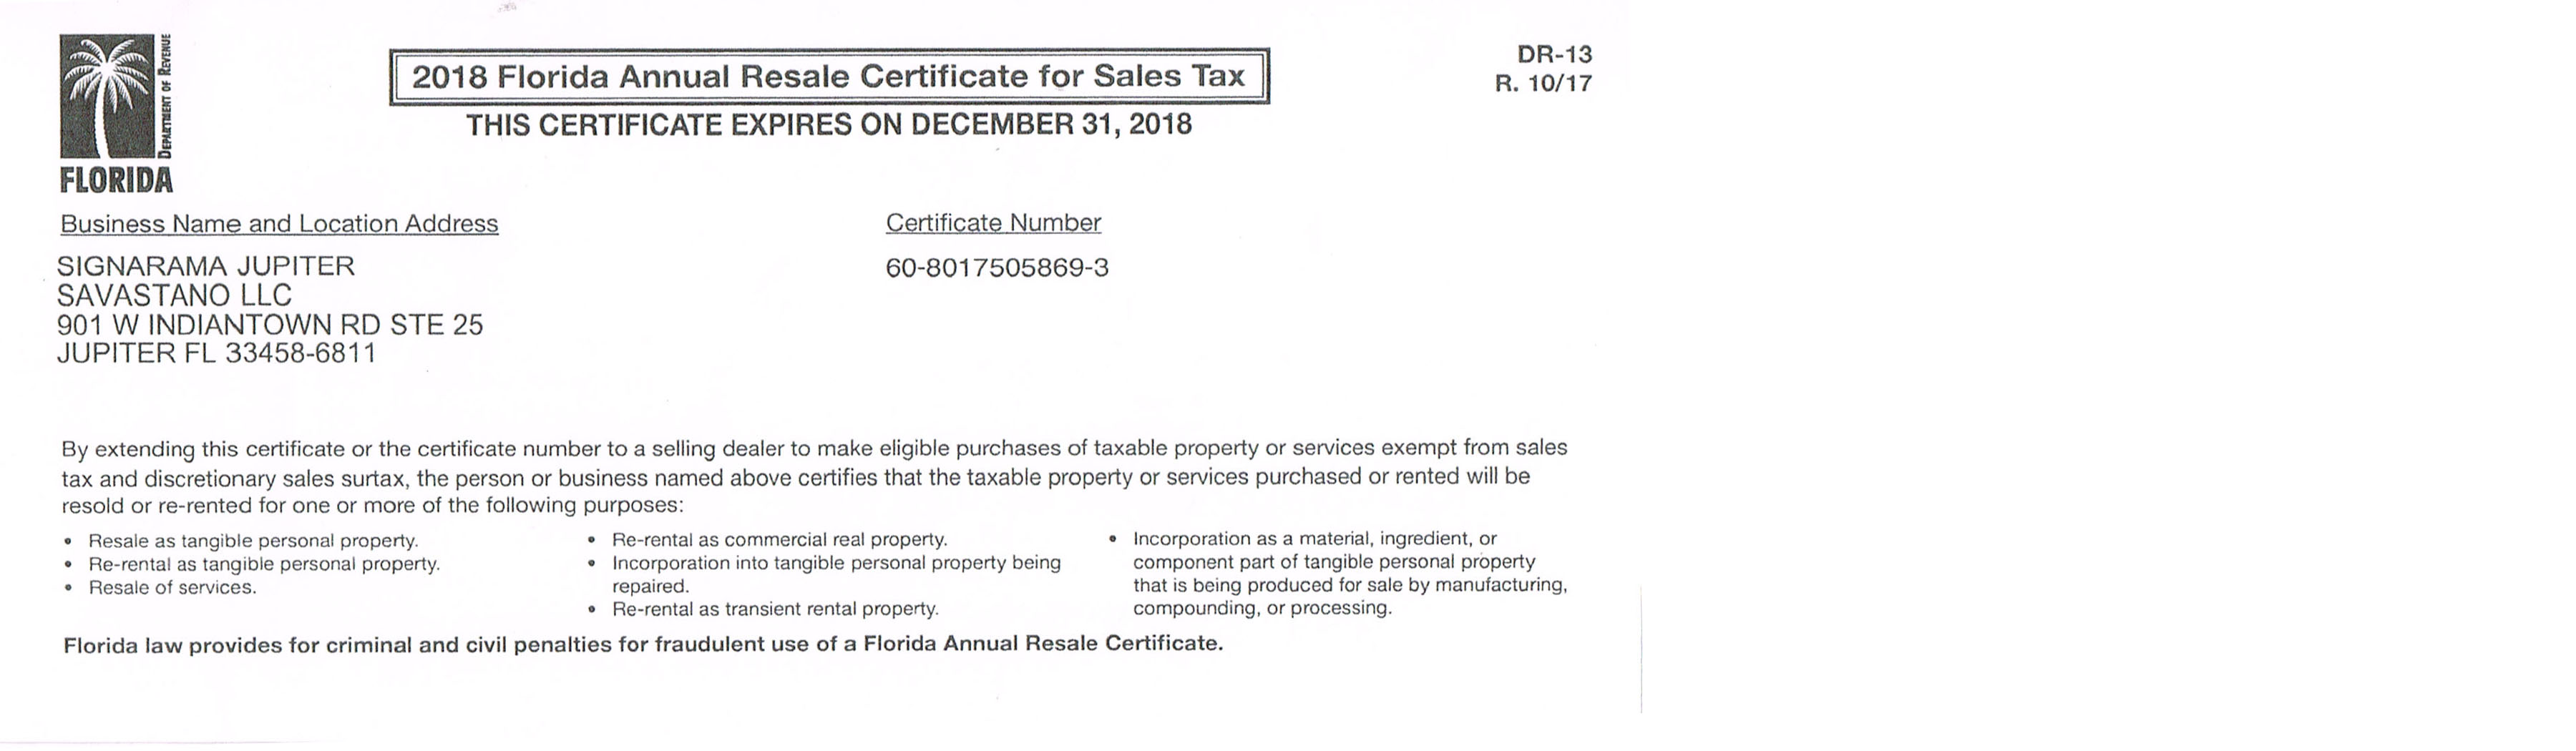 DEPARTMENT OF REVENUE
FLORIDA
2018 Florida Annual Resale Certificate for Sales Tax
THIS CERTIFICATE EXPIRES ON DECEMBER 31, 2018
DR-13
R. 10/17
Business Name and Location Address
SIGNARAMA JUPITER
SAVASTANO LLC
901 W INDIANTOWN RD STE 25
JUPITER FL 33458-6811
Certificate Number
60-8017505869-3
By extending this certificate or the certificate number to a selling dealer to make eligible purchases of taxable property or services exempt from sales
tax and discretionary sales surtax, the person or business named above certifies that the taxable property or services purchased or rented will be
resold or re-rented for one or more of the following purposes:
• Resale as tangible personal property.
• Re-rental as tangible personal property.
• Resale of services.
• Re-rental as commercial real property.
• Incorporation into tangible personal property being
repaired.
• Re-rental as transient rental property.
• Incorporation as a material, ingredient, or
component part of tangible personal property
that is being produced for sale by manufacturing,
compounding, or processing.
Florida law provides for criminal and civil penalties for fraudulent use of a Florida Annual Resale Certificate.